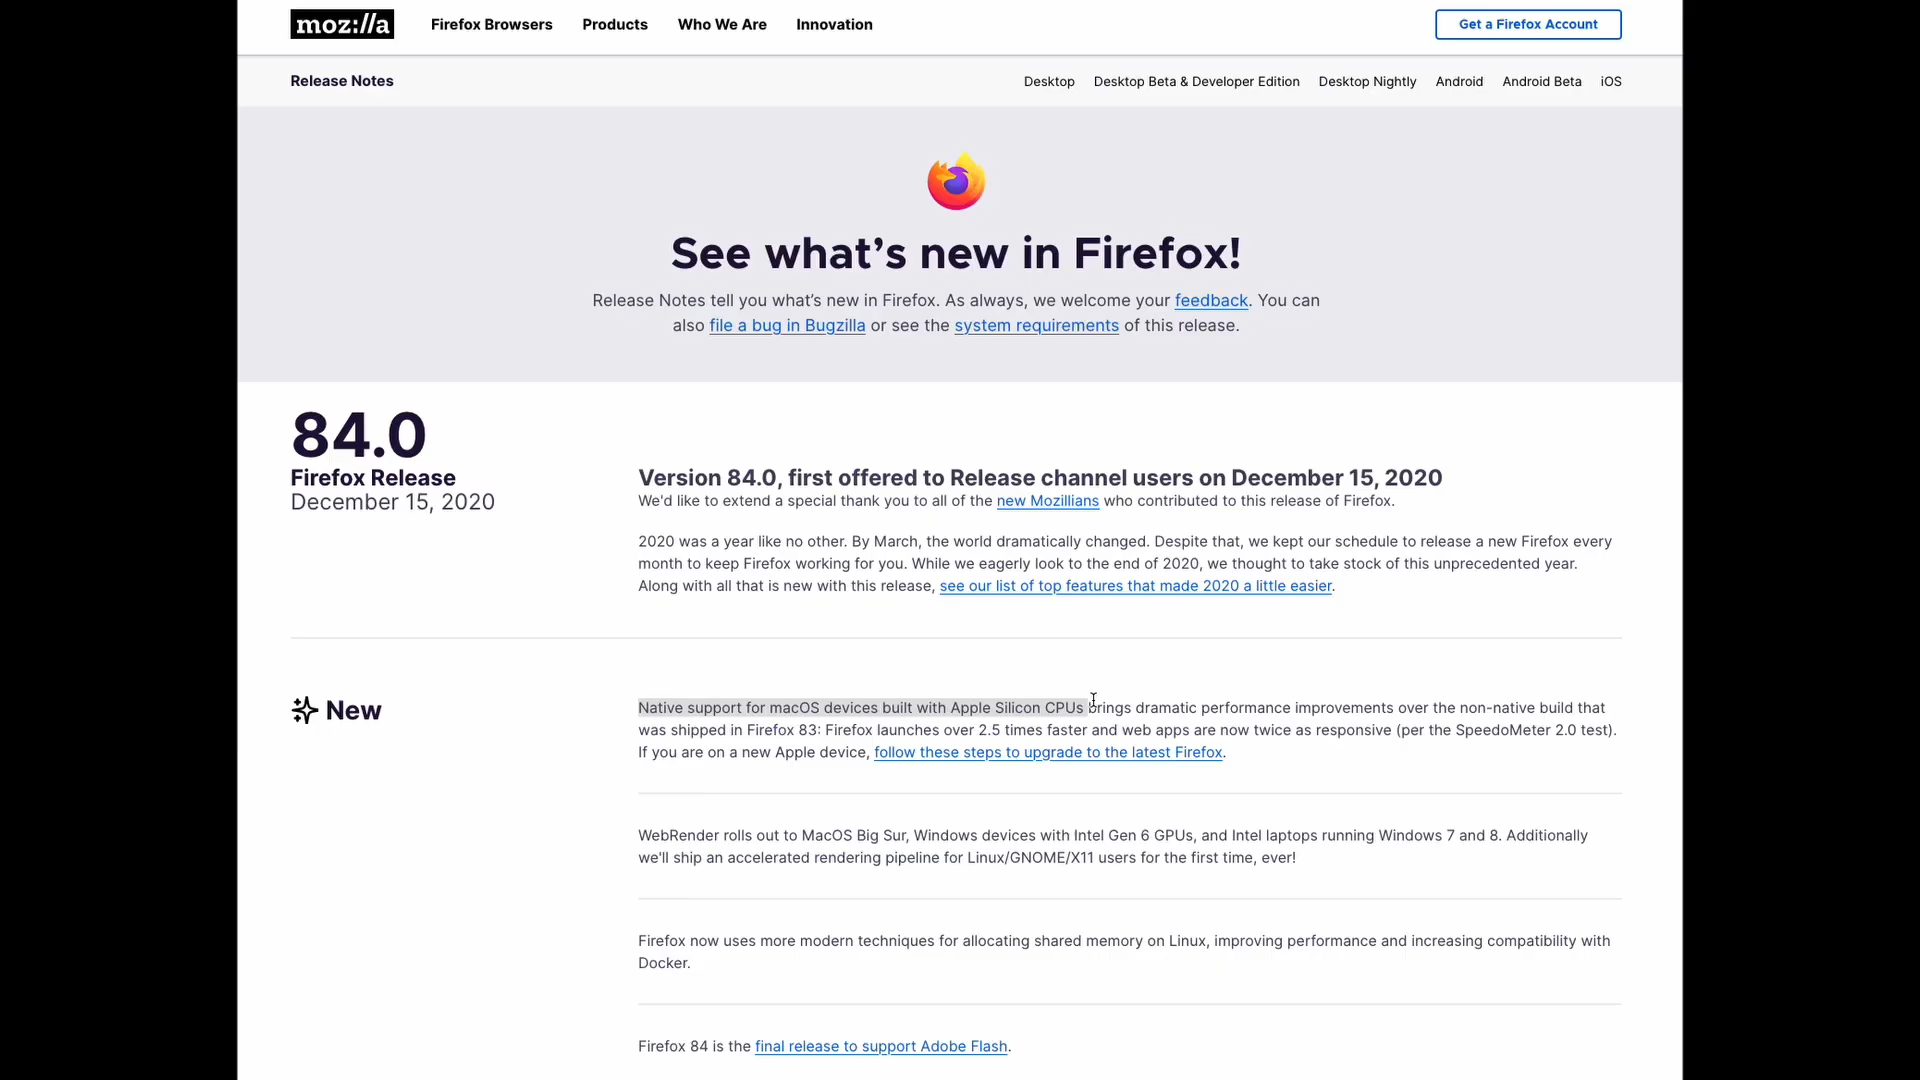 moz://a
Firefox Browsers
Products
Who We Are
Innovation
Get a Firefox Account
Release Notes
Desktop
Desktop Beta & Developer Edition
Desktop Nightly
Android
Android Beta
iOS
See what’s new in Firefox!
Release Notes tell you what’s new in Firefox. As always, we welcome your feedback. You can
also file a bug in Bugzilla or see the system requirements of this release.
84.0
Firefox Release
December 15, 2020
Version 84.0, first offered to Release channel users on December 15, 2020
We'd like to extend a special thank you to all of the new Mozillians who contributed to this release of Firefox.
2020 was a year like no other. By March, the world dramatically changed. Despite that, we kept our schedule to release a new Firefox every
month to keep Firefox working for you. While we eagerly look to the end of 2020, we thought to take stock of this unprecedented year.
Along with all that is new with this release, see our list of top features that made 2020 a little easier.
New
Native support for macOS devices built with Apple Silicon CPUs brings dramatic performance improvements over the non-native build that
was shipped in Firefox 83: Firefox launches over 2.5 times faster and web apps are now twice as responsive (per the SpeedoMeter 2.0 test).
If you are on a new Apple device, follow these steps to upgrade to the latest Firefox.
WebRender rolls out to MacOS Big Sur, Windows devices with Intel Gen 6 GPUs, and Intel laptops running Windows 7 and 8. Additionally
we'll ship an accelerated rendering pipeline for Linux/GNOME/X11 users for the first time, ever!
Firefox now uses more modern techniques for allocating shared memory on Linux, improving performance and increasing compatibility with
Docker.
Firefox 84 is the final release to support Adobe Flash.